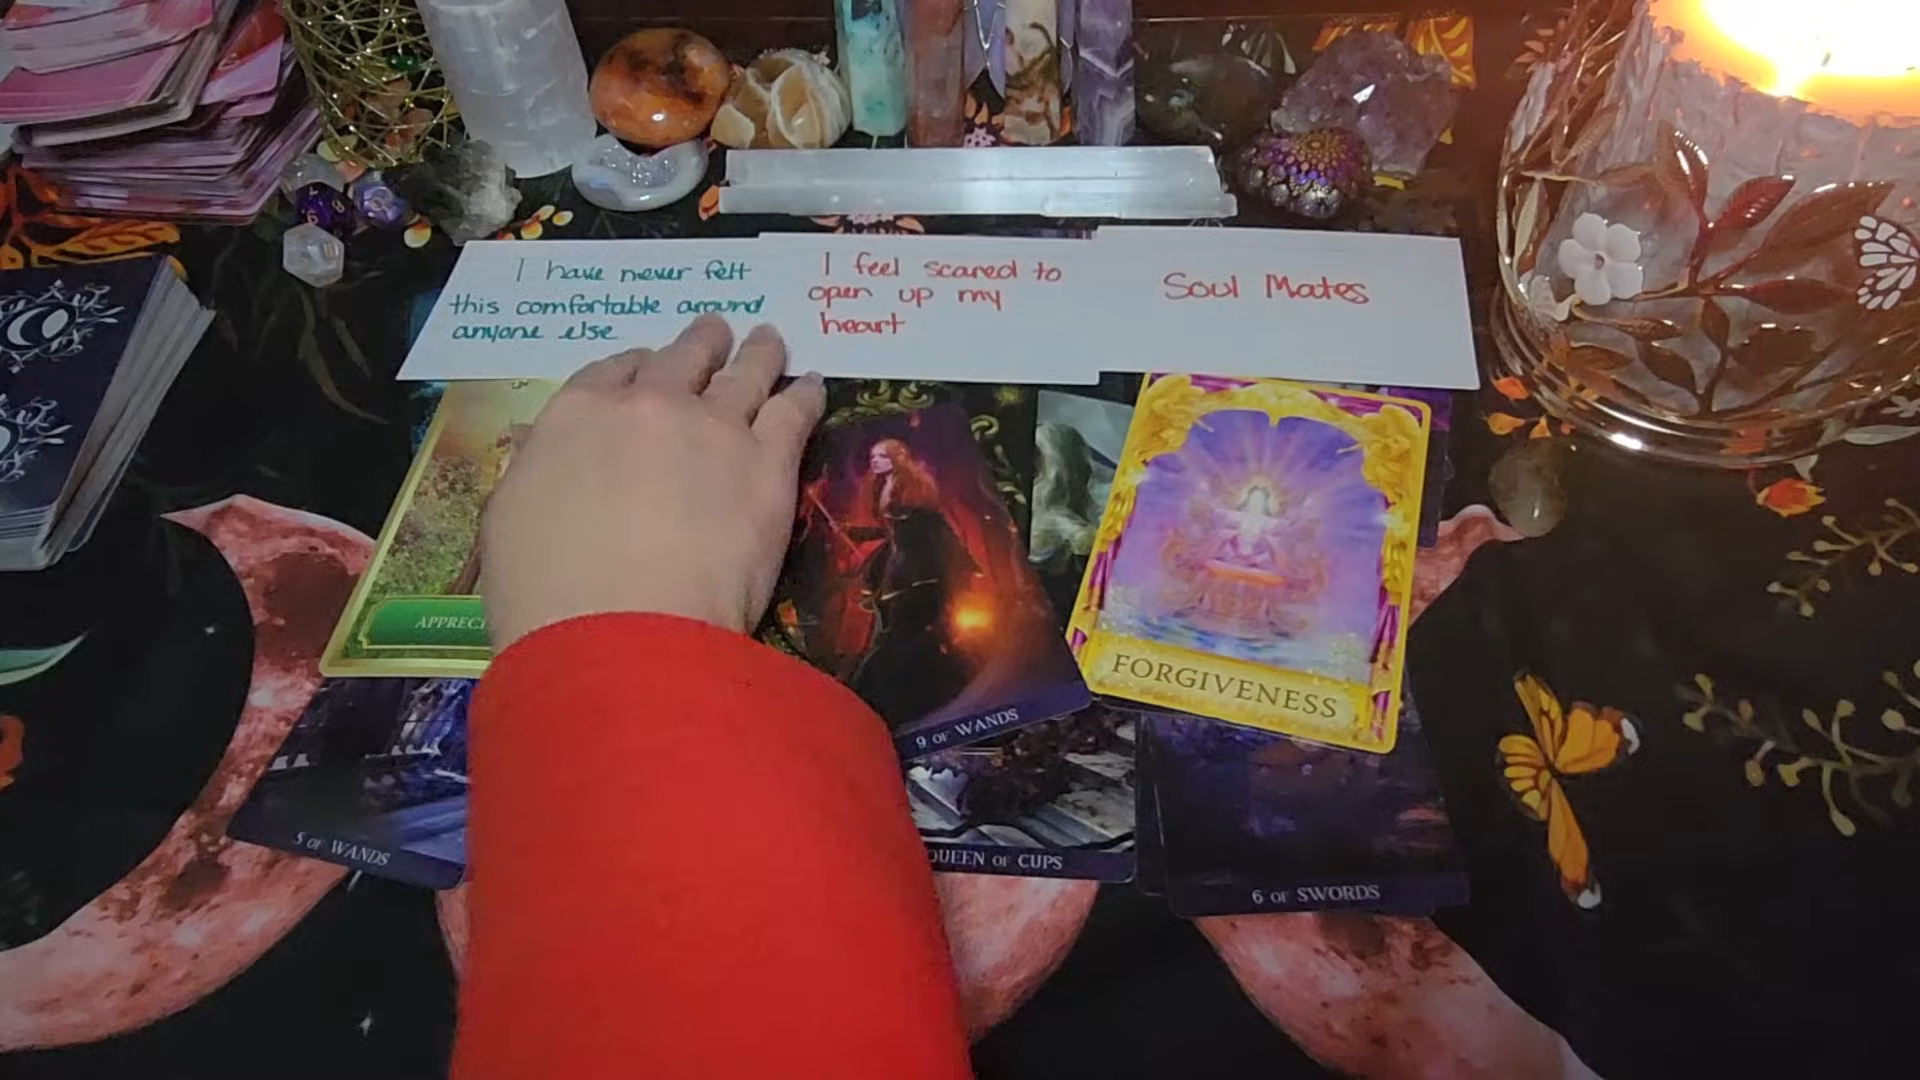 I have never felt
this comfortable around
anyone else
I feel scared to
open up my
heart
Soul Mates
9 OF WANDS
FORGIVENESS
5 OF WANDS
QUEEN OF CUPS
6 OF SWORDS